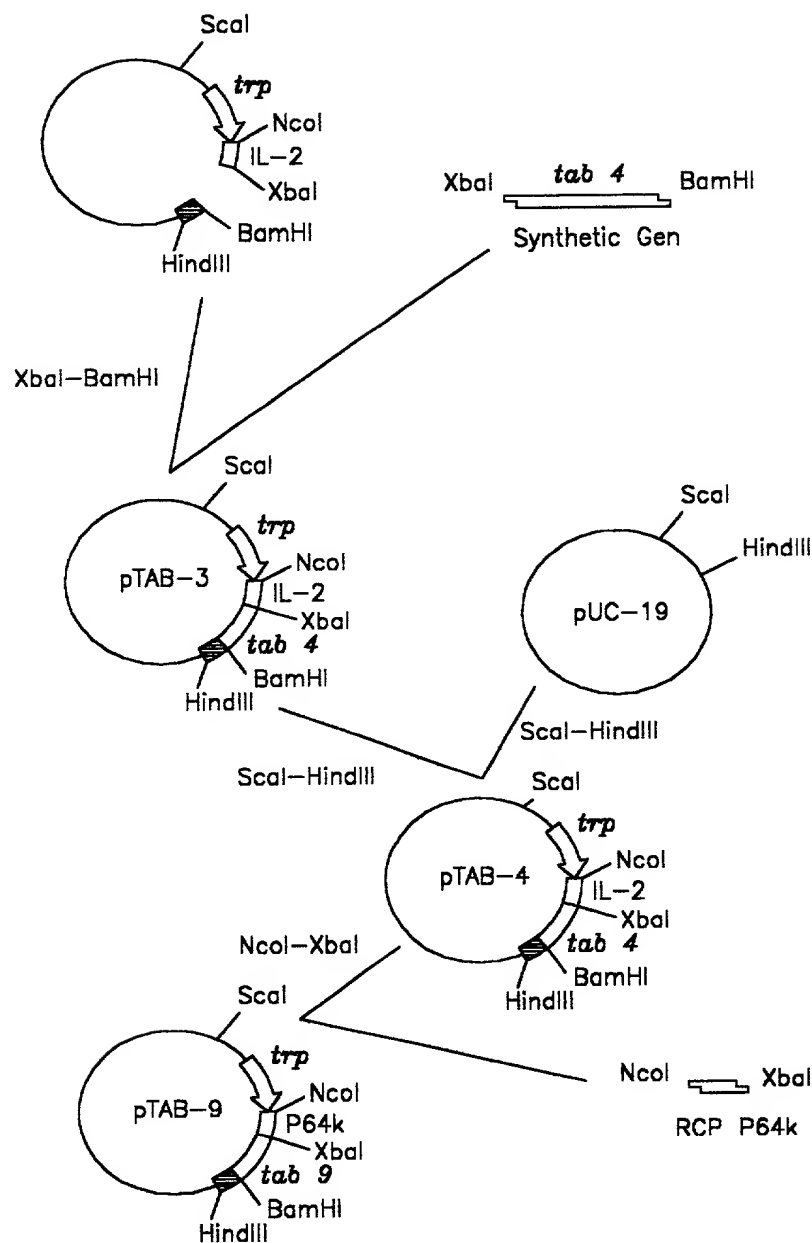 ScaI
trp
NcoI
IL-2
XbaI
BamHI
HindIII
XbaI
tab 4
BamHI
Synthetic Gen
XbaI-BamHI
ScaI
trp
NcoI
pTAB-3
IL-2
XbaI
tab 4
BamHI
HindIII
ScaI
HindIII
pUC-19
ScaI-HindIII
ScaI-HindIII
ScaI
trp
NcoI
pTAB-4
IL-2
XbaI
tab 4
BamHI
HindIII
NcoI-XbaI
ScaI
trp
NcoI
pTAB-9
P64k
XbaI
tab 9
BamHI
HindIII
NcoI
XbaI
RCP P64k